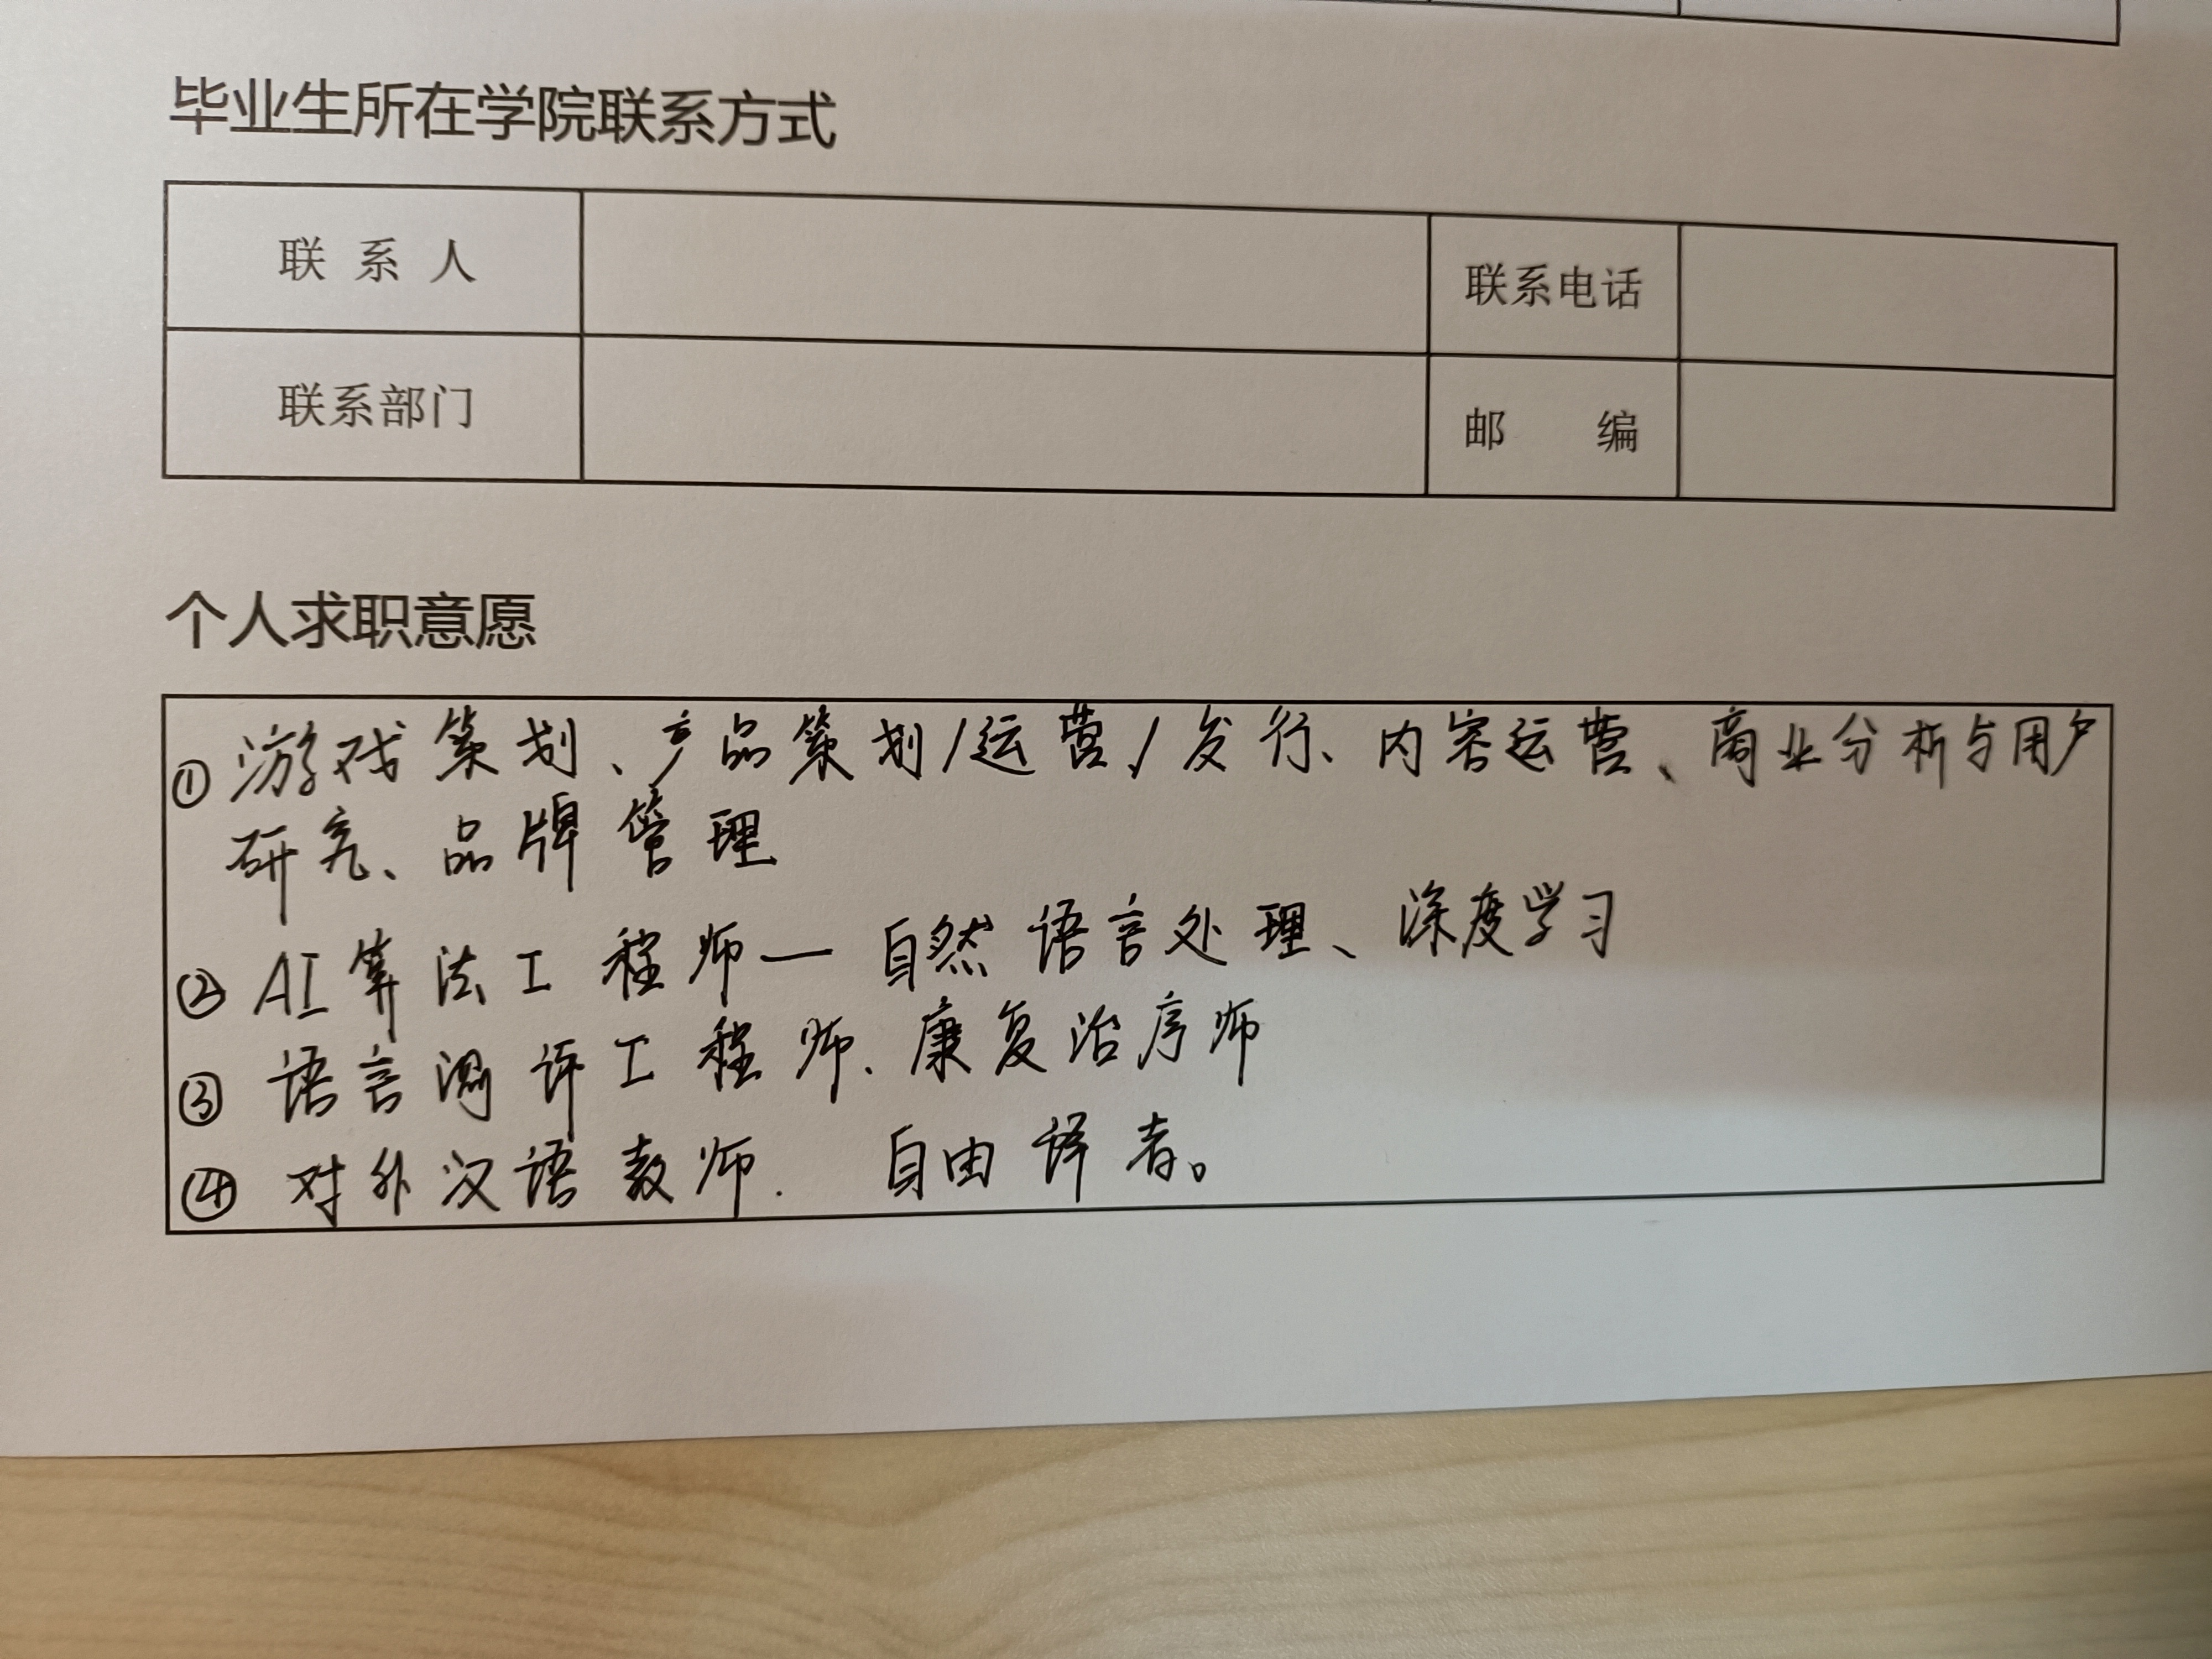 毕业生所在学院联系方式
联 系 人 联系电话
联系部门 邮 编
个人求职意愿
① 游戏策划、产品策划/运营/发行、内容运营、商业分析与用户
研究、品牌管理
② AI算法工程师—自然语言处理、深度学习
③ 语言测评工程师、康复治疗师
④ 对外汉语教师. 自由译者。